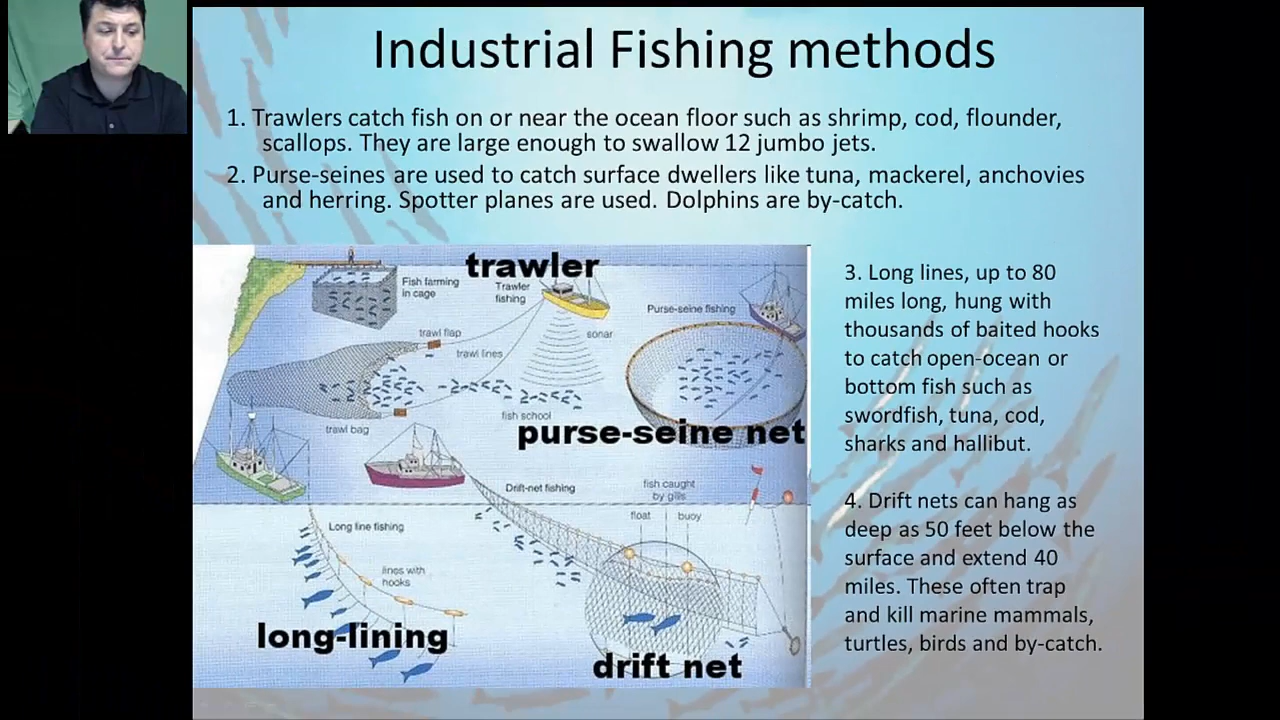 Industrial Fishing methods
1. Trawlers catch fish on or near the ocean floor such as shrimp, cod, flounder,
scallops. They are large enough to swallow 12 jumbo jets.
2. Purse-seines are used to catch surface dwellers like tuna, mackerel, anchovies
and herring. Spotter planes are used. Dolphins are by-catch.
trawler
Fish farming
in cage
Trawler
fishing
Purse-seine fishing
trawl flap
sonar
trawl lines
fish school
trawl bag
purse-seine net
Drift-net fishing
fish caught
by gills
float
buoy
Long line fishing
lines with
hooks
long-lining
drift net
3. Long lines, up to 80
miles long, hung with
thousands of baited hooks
to catch open-ocean or
bottom fish such as
swordfish, tuna, cod,
sharks and hallibut.
4. Drift nets can hang as
deep as 50 feet below the
surface and extend 40
miles. These often trap
and kill marine mammals,
turtles, birds and by-catch.